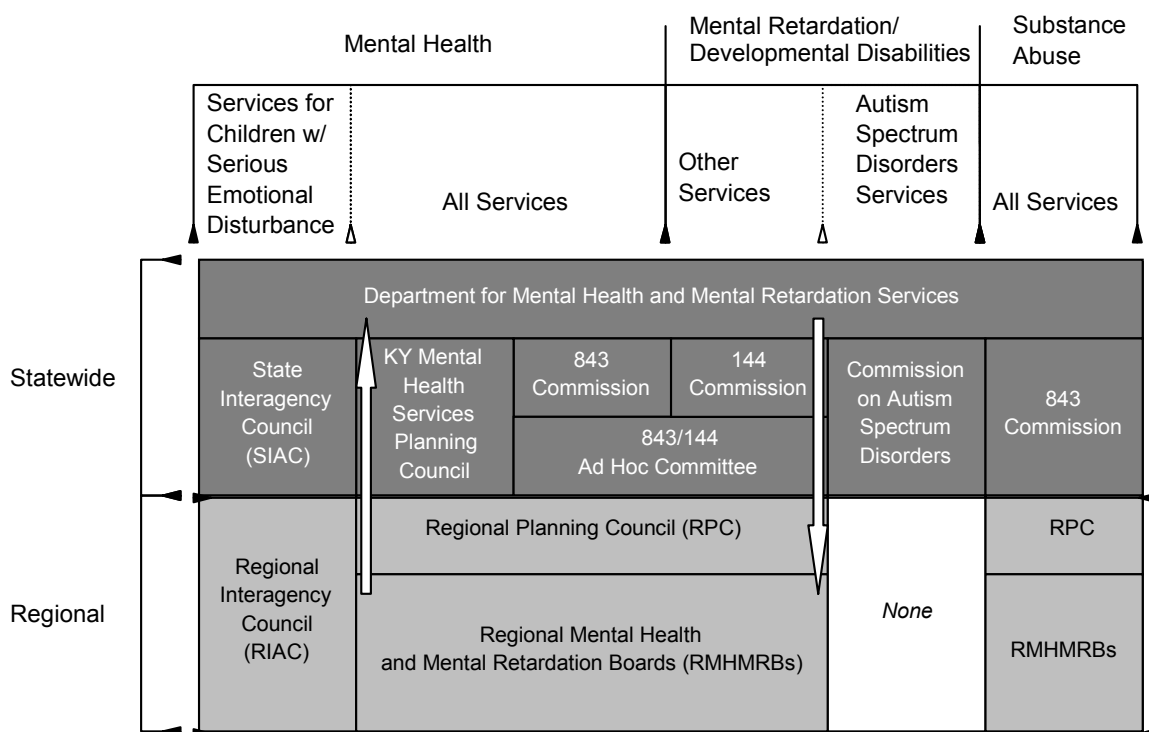 Mental Health
Mental Retardation/
Developmental Disabilities
Substance
Abuse
Services for
Children w/
Serious
Emotional
Disturbance
All Services
Other
Services
Autism
Spectrum
Disorders
Services
All Services
Statewide
Department for Mental Health and Mental Retardation Services
State
Interagency
Council
(SIAC)
KY Mental
Health
Services
Planning
Council
843
Commission
144
Commission
843/144
Ad Hoc Committee
Commission
on Autism
Spectrum
Disorders
843
Commission
Regional
Regional
Interagency
Council
(RIAC)
Regional Planning Council (RPC)
Regional Mental Health
and Mental Retardation Boards (RMHMRBs)
None
RPC
RMHMRBs